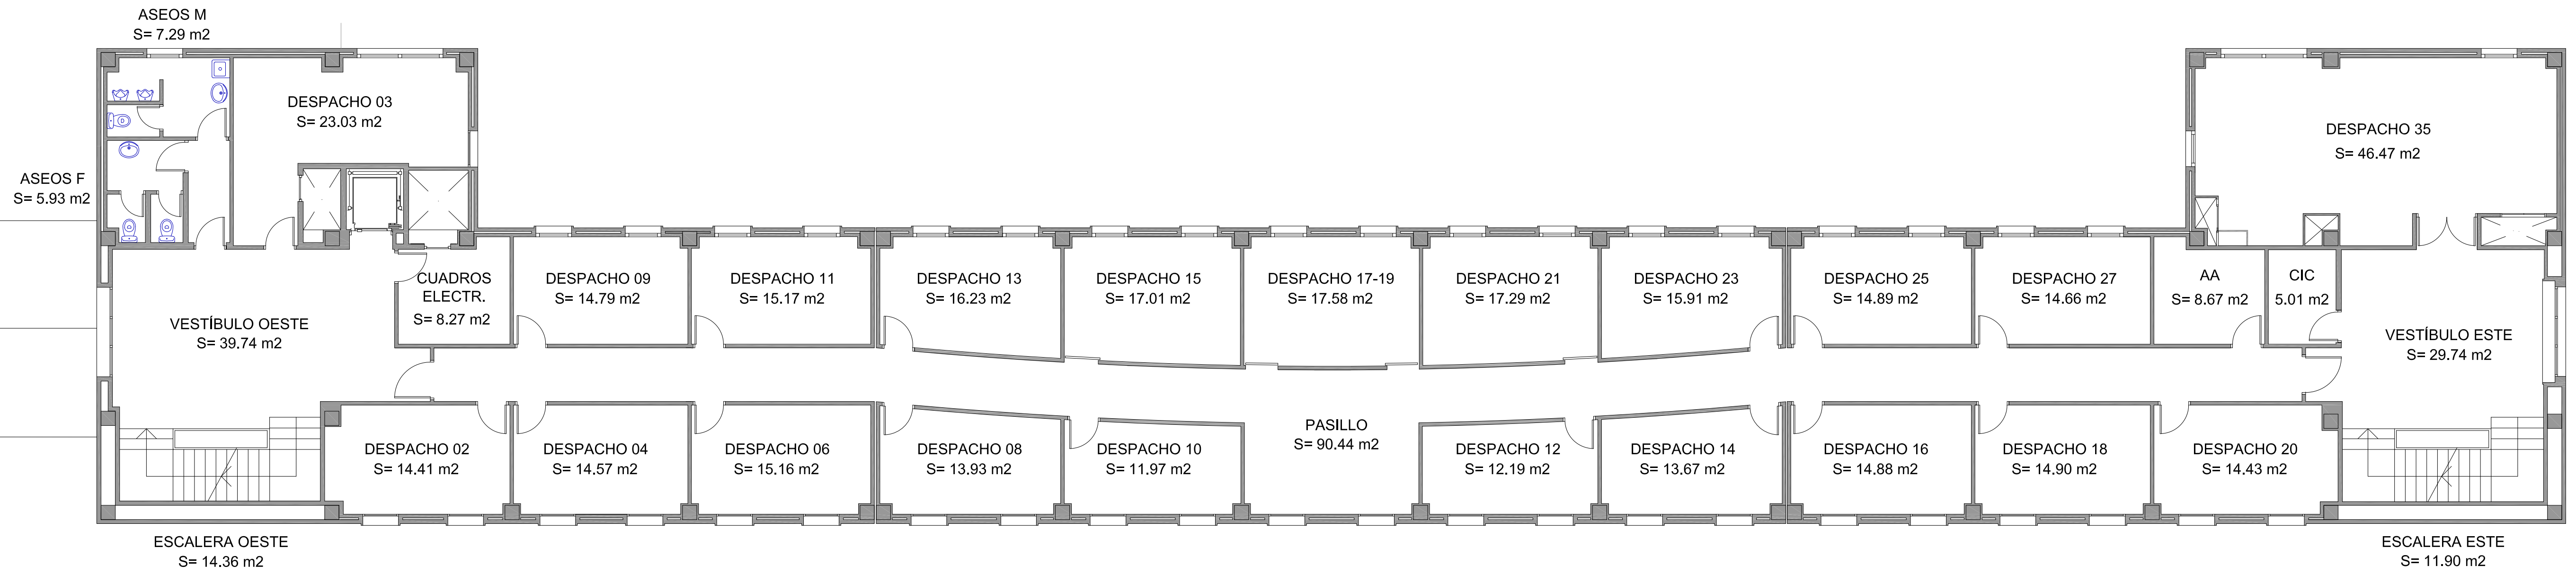 ASEOS M
S= 7.29 m2
DESPACHO 03
S= 23.03 m2
DESPACHO 35
S= 46.47 m2
ASEOS F
S= 5.93 m2
CUADROS
ELECTR.
S= 8.27 m2
DESPACHO 09
S= 14.79 m2
DESPACHO 11
S= 15.17 m2
DESPACHO 13
S= 16.23 m2
DESPACHO 15
S= 17.01 m2
DESPACHO 17-19
S= 17.58 m2
DESPACHO 21
S= 17.29 m2
DESPACHO 23
S= 15.91 m2
DESPACHO 25
S= 14.89 m2
DESPACHO 27
S= 14.66 m2
AA
S= 8.67 m2
CIC
5.01 m2
VESTÍBULO OESTE
S= 39.74 m2
VESTÍBULO ESTE
S= 29.74 m2
PASILLO
S= 90.44 m2
DESPACHO 02
S= 14.41 m2
DESPACHO 04
S= 14.57 m2
DESPACHO 06
S= 15.16 m2
DESPACHO 08
S= 13.93 m2
DESPACHO 10
S= 11.97 m2
DESPACHO 12
S= 12.19 m2
DESPACHO 14
S= 13.67 m2
DESPACHO 16
S= 14.88 m2
DESPACHO 18
S= 14.90 m2
DESPACHO 20
S= 14.43 m2
ESCALERA OESTE
S= 14.36 m2
ESCALERA ESTE
S= 11.90 m2